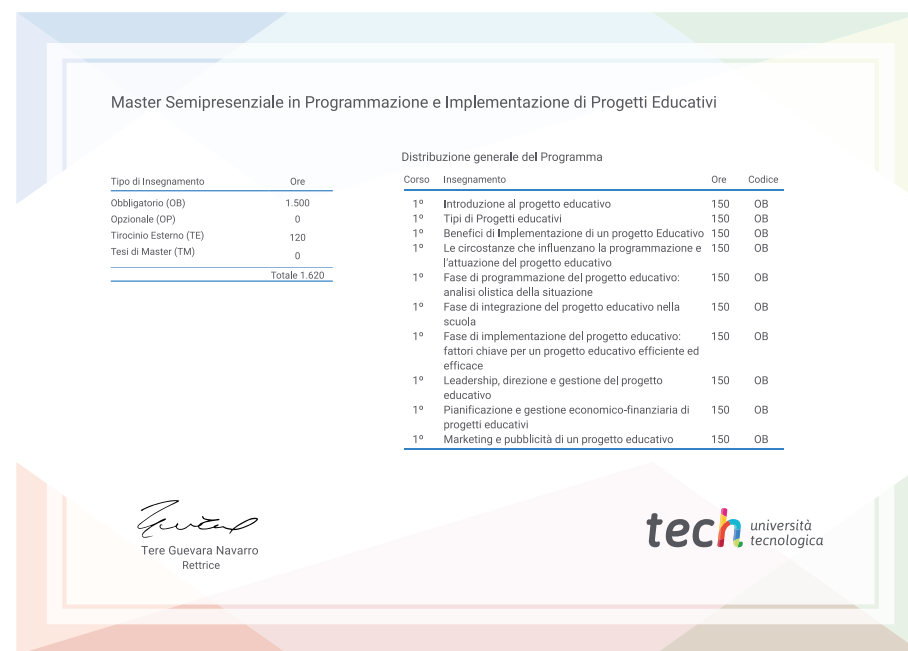 Master Semipresenziale in Programmazione e Implementazione di Progetti Educativi
Tipo di Insegnamento Ore
Obbligatorio (OB) 1.500
Opzionale (OP) 0
Tirocinio Esterno (TE) 120
Tesi di Master (TM) 0
Totale 1.620
Distribuzione generale del Programma
Corso Insegnamento Ore Codice
1º Introduzione al progetto educativo 150 OB
1º Tipi di Progetti educativi 150 OB
1º Benefici di Implementazione di un progetto Educativo 150 OB
1º Le circostanze che influenzano la programmazione e 150 OB
l'attuazione del progetto educativo
1º Fase di programmazione del progetto educativo: 150 OB
analisi olistica della situazione
1º Fase di integrazione del progetto educativo nella 150 OB
scuola
1º Fase di implementazione del progetto educativo: 150 OB
fattori chiave per un progetto educativo efficiente ed
efficace
1º Leadership, direzione e gestione del progetto 150 OB
educativo
1º Pianificazione e gestione economico-finanziaria di 150 OB
progetti educativi
1º Marketing e pubblicità di un progetto educativo 150 OB
Tere Guevara Navarro
Rettrice
tech università
tecnologica